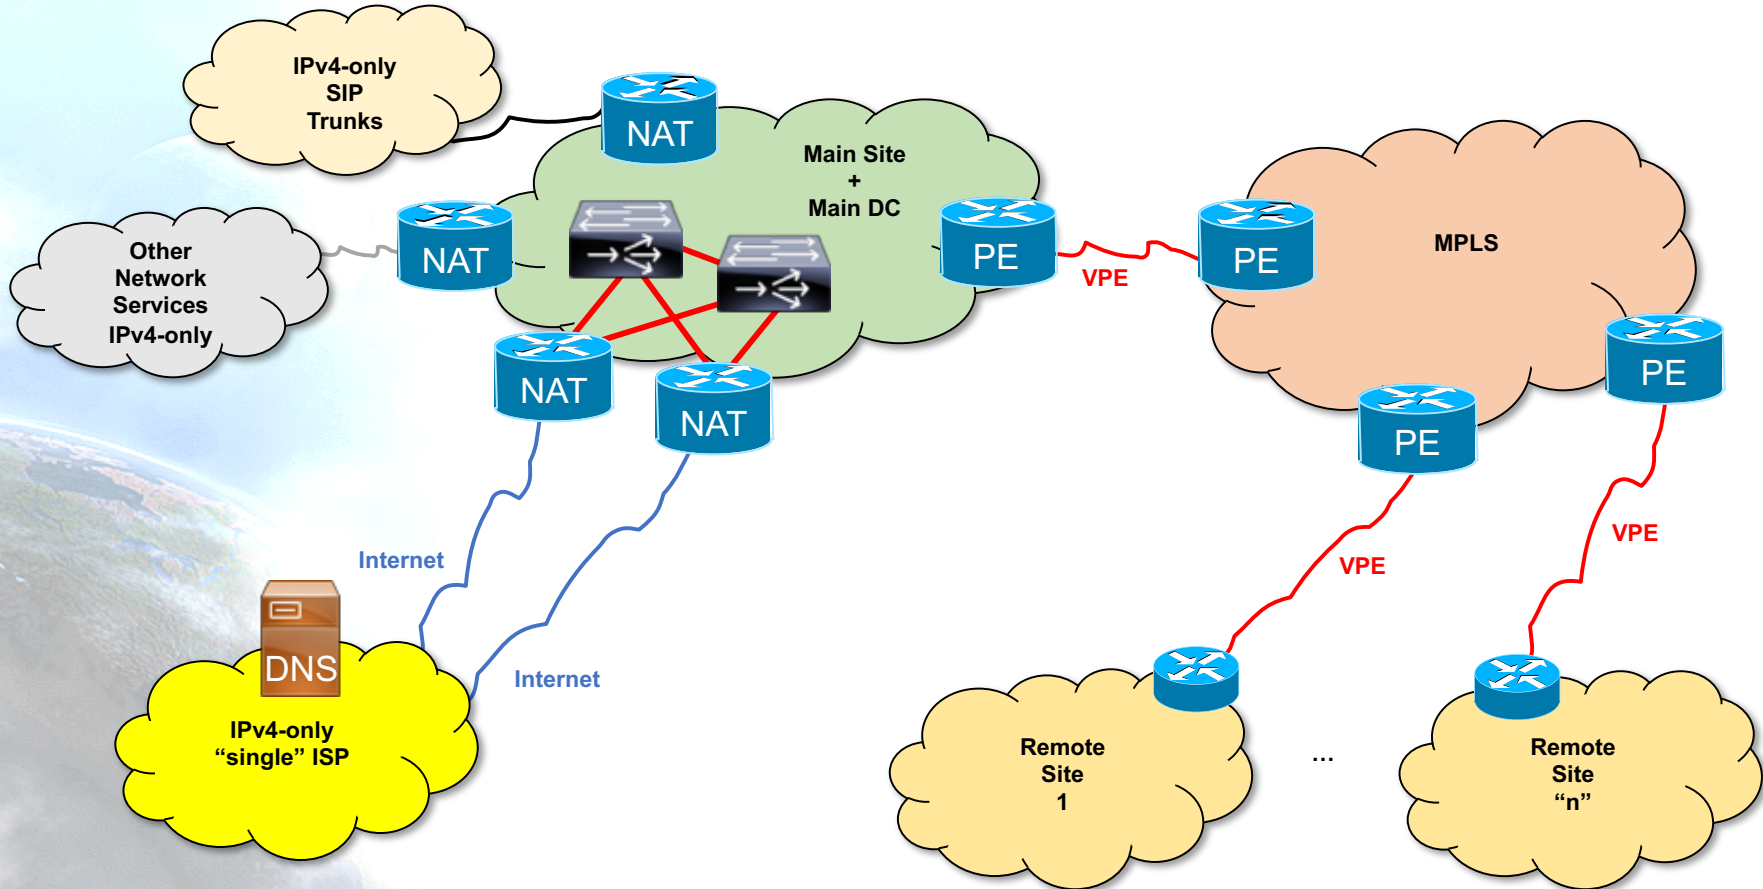 IPv4-only
SIP
Trunks
NAT
Main Site
+
Main DC
Other
Network
Services
IPv4-only
NAT
PE
VPE
PE
MPLS
NAT
NAT
PE
PE
Internet
VPE
VPE
DNS
Internet
IPv4-only
“single” ISP
Remote
Site
1
...
Remote
Site
“n”